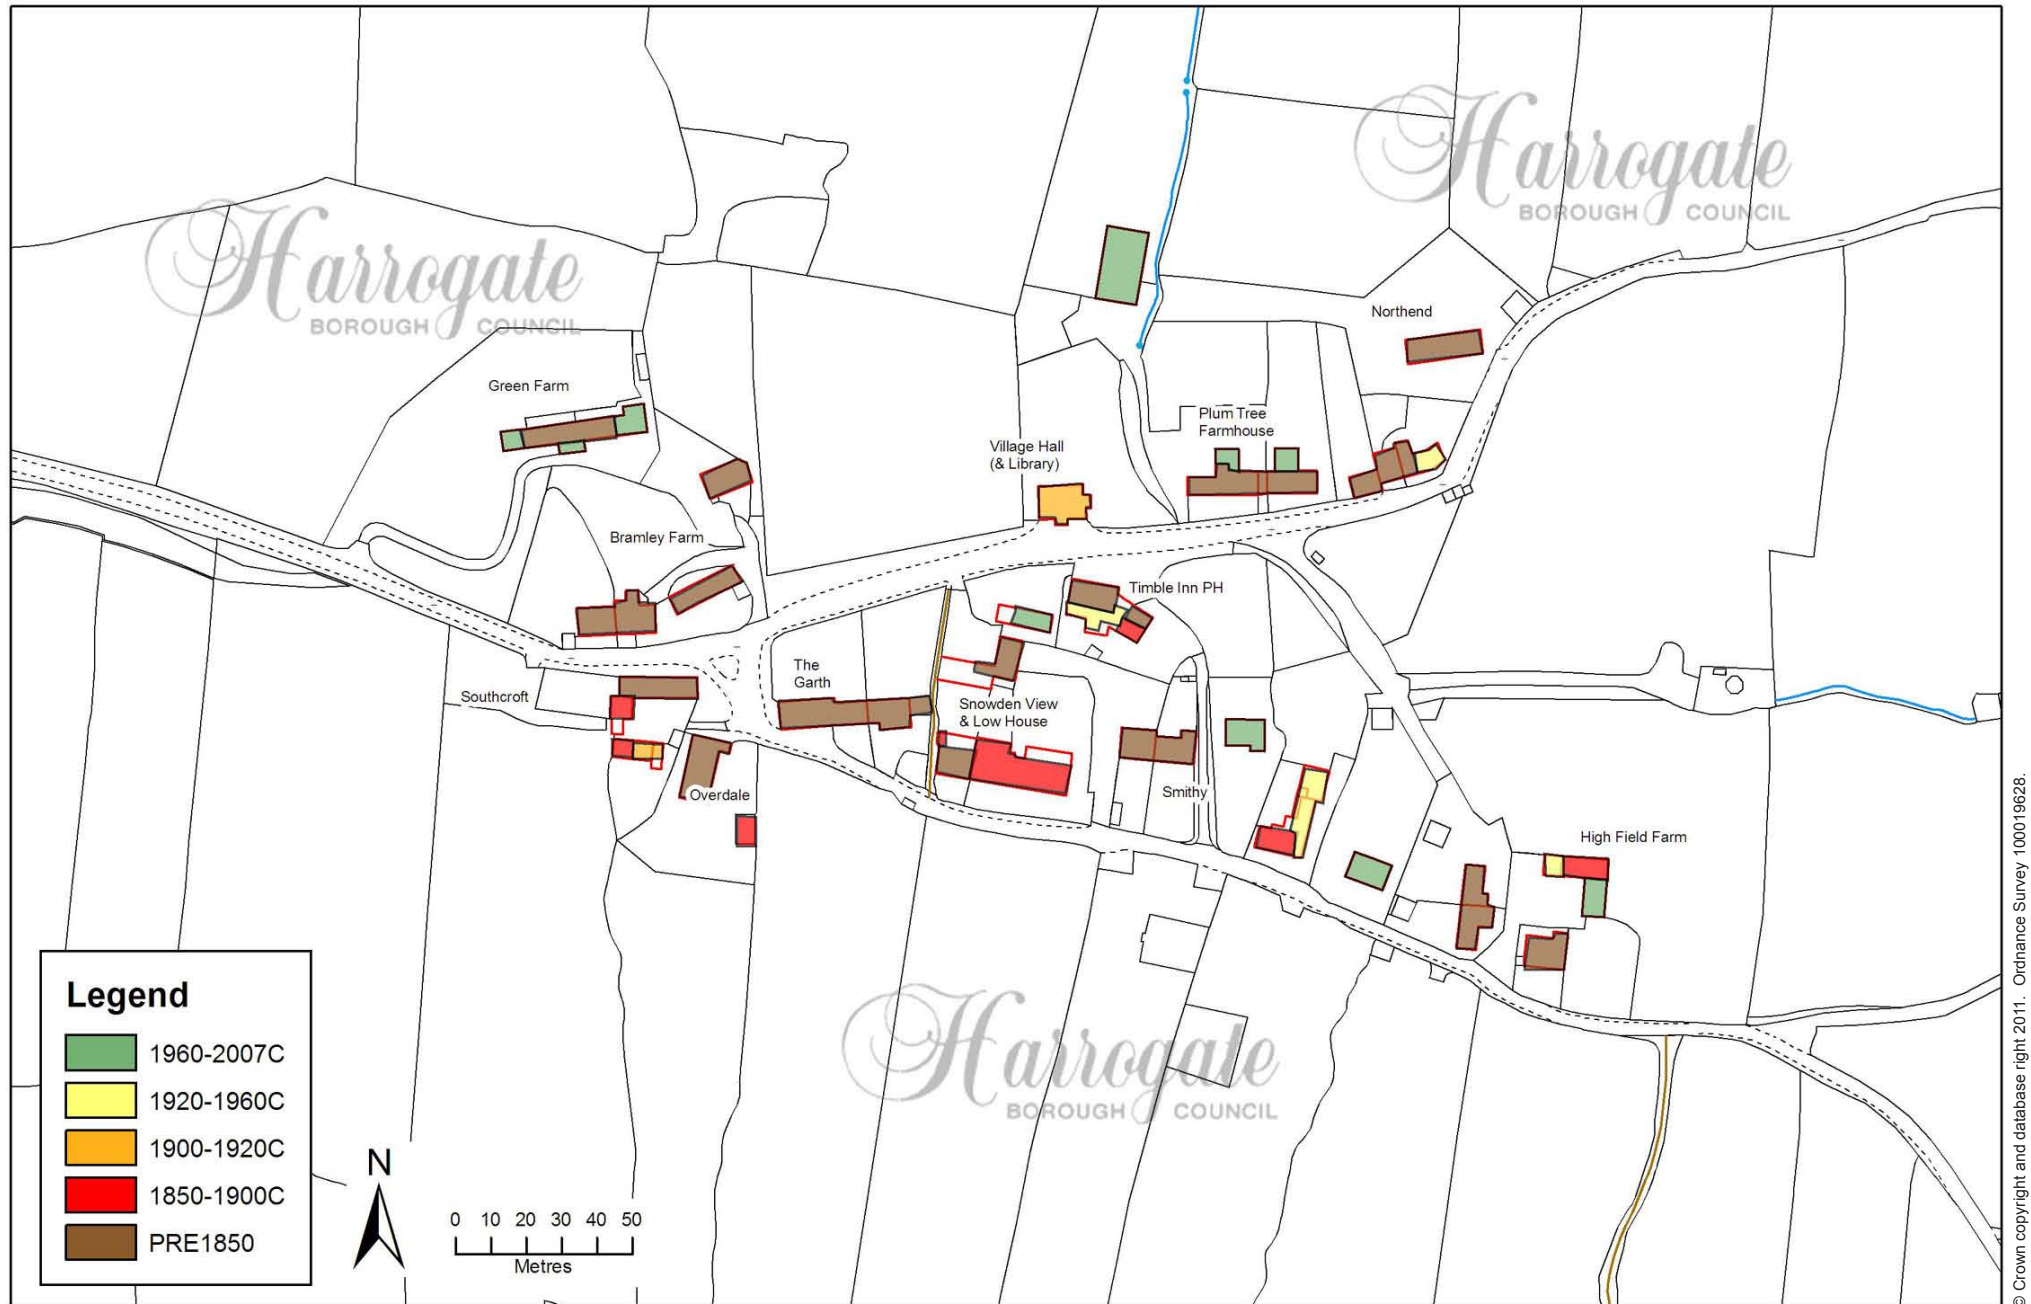 Harrogate
BOROUGH COUNCIL
Harrogate
BOROUGH COUNCIL
Northend
Green Farm
Plum Tree
Farmhouse
Village Hall
(& Library)
Bramley Farm
Timble Inn PH
The
Garth
Southcroft
Snowden View
& Low House
Smithy
Overdale
High Field Farm
Harrogate
BOROUGH COUNCIL
Legend
1960-2007C
1920-1960C
1900-1920C
1850-1900C
PRE1850
N
0 10 20 30 40 50
Metres
© Crown copyright and database right 2011. Ordnance Survey 100019628.